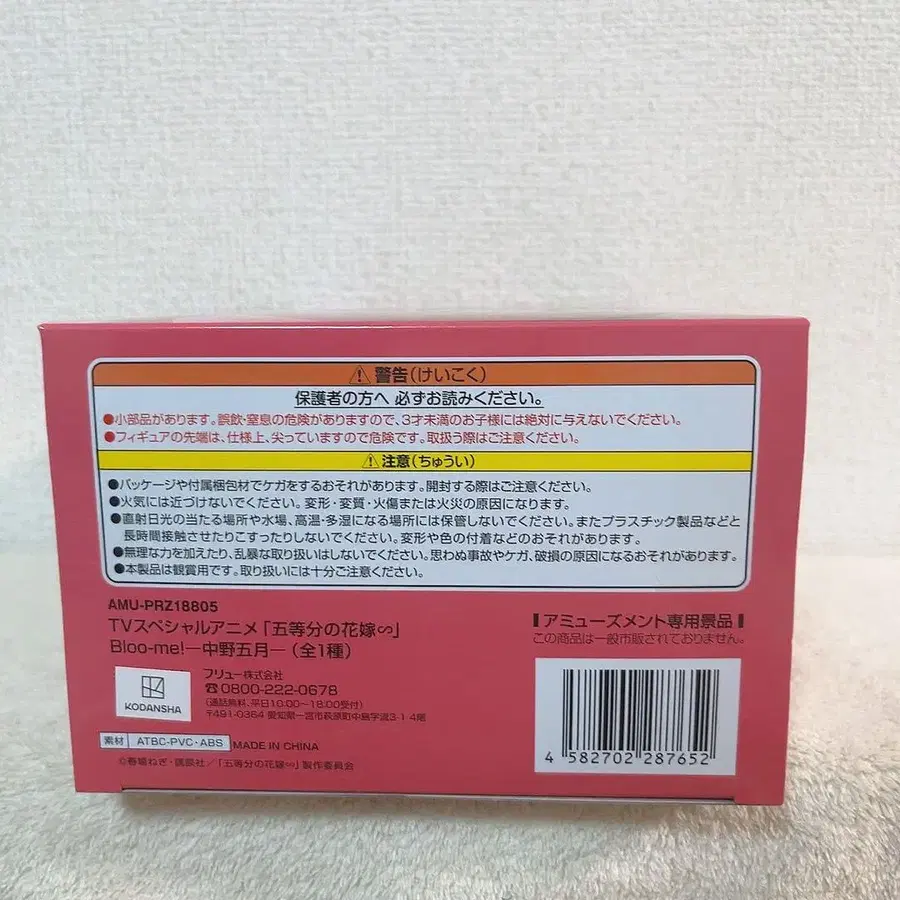 ⚠警告(けいこく)
保護者の方へ 必ずお読みください。
●小部品があります。誤飲・窒息の危険がありますので、3才未満のお子様には絶対に与えないでください。
●フィギュアの先端は、仕様上、尖っていますので危険です。取扱う際はご注意ください。
⚠注意(ちゅうい)
●パッケージや付属梱包材でケガをするおそれがあります。開封する際はご注意ください。
●火気には近づけないでください。変形・変質・火傷または火災の原因になります。
●直射日光の当たる場所や水場、高温・多湿になる場所には保管しないでください。またプラスチック製品などと
長時間接触させたりこすったりしないでください。変形や色の付着などのおそれがあります。
●無理な力を加えたり、乱暴な取り扱いはしないでください。思わぬ事故やケガ、破損の原因になるおそれがあります。
●本製品は観賞用です。取り扱いには十分ご注意ください。
AMU-PRZ18805
TVスペシャルアニメ「五等分の花嫁∽」
Bloo-me!―中野五月―(全1種)
KODANSHA
フリュー株式会社
☎0800-222-0678
(通話無料、平日10:00~18:00受付)
〒491-0364 愛知県一宮市萩原町中島字流3-1 4階
素材 ATBC-PVC・ABS MADE IN CHINA
©春場ねぎ・講談社/「五等分の花嫁∽」製作委員会
アミューズメント専用景品
この商品は一般市販されておりません。
4 582702 287652